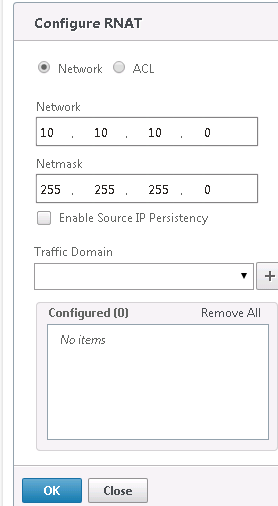 Configure RNAT
Network ACL
Network
10 . 10 . 10 . 0
Netmask
255 . 255 . 255 . 0
Enable Source IP Persistency
Traffic Domain
+
Configured (0) Remove All
No items
OK Close